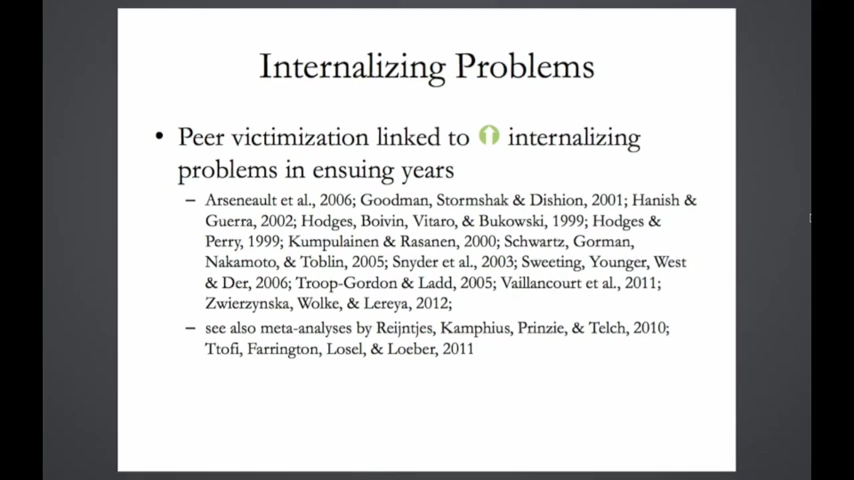 Internalizing Problems
• Peer victimization linked to internalizing
problems in ensuing years
– Arseneault et al., 2006; Goodman, Stormshak & Dishion, 2001; Hanish &
Guerra, 2002; Hodges, Boivin, Vitaro, & Bukowski, 1999; Hodges &
Perry, 1999; Kumpulainen & Rasanen, 2000; Schwartz, Gorman,
Nakamoto, & Toblin, 2005; Snyder et al., 2003; Sweeting, Younger, West
& Der, 2006; Troop-Gordon & Ladd, 2005; Vaillancourt et al., 2011;
Zwierzynska, Wolke, & Lereya, 2012;
– see also meta-analyses by Reijntjes, Kamphius, Prinzie, & Telch, 2010;
Ttofi, Farrington, Losel, & Loeber, 2011